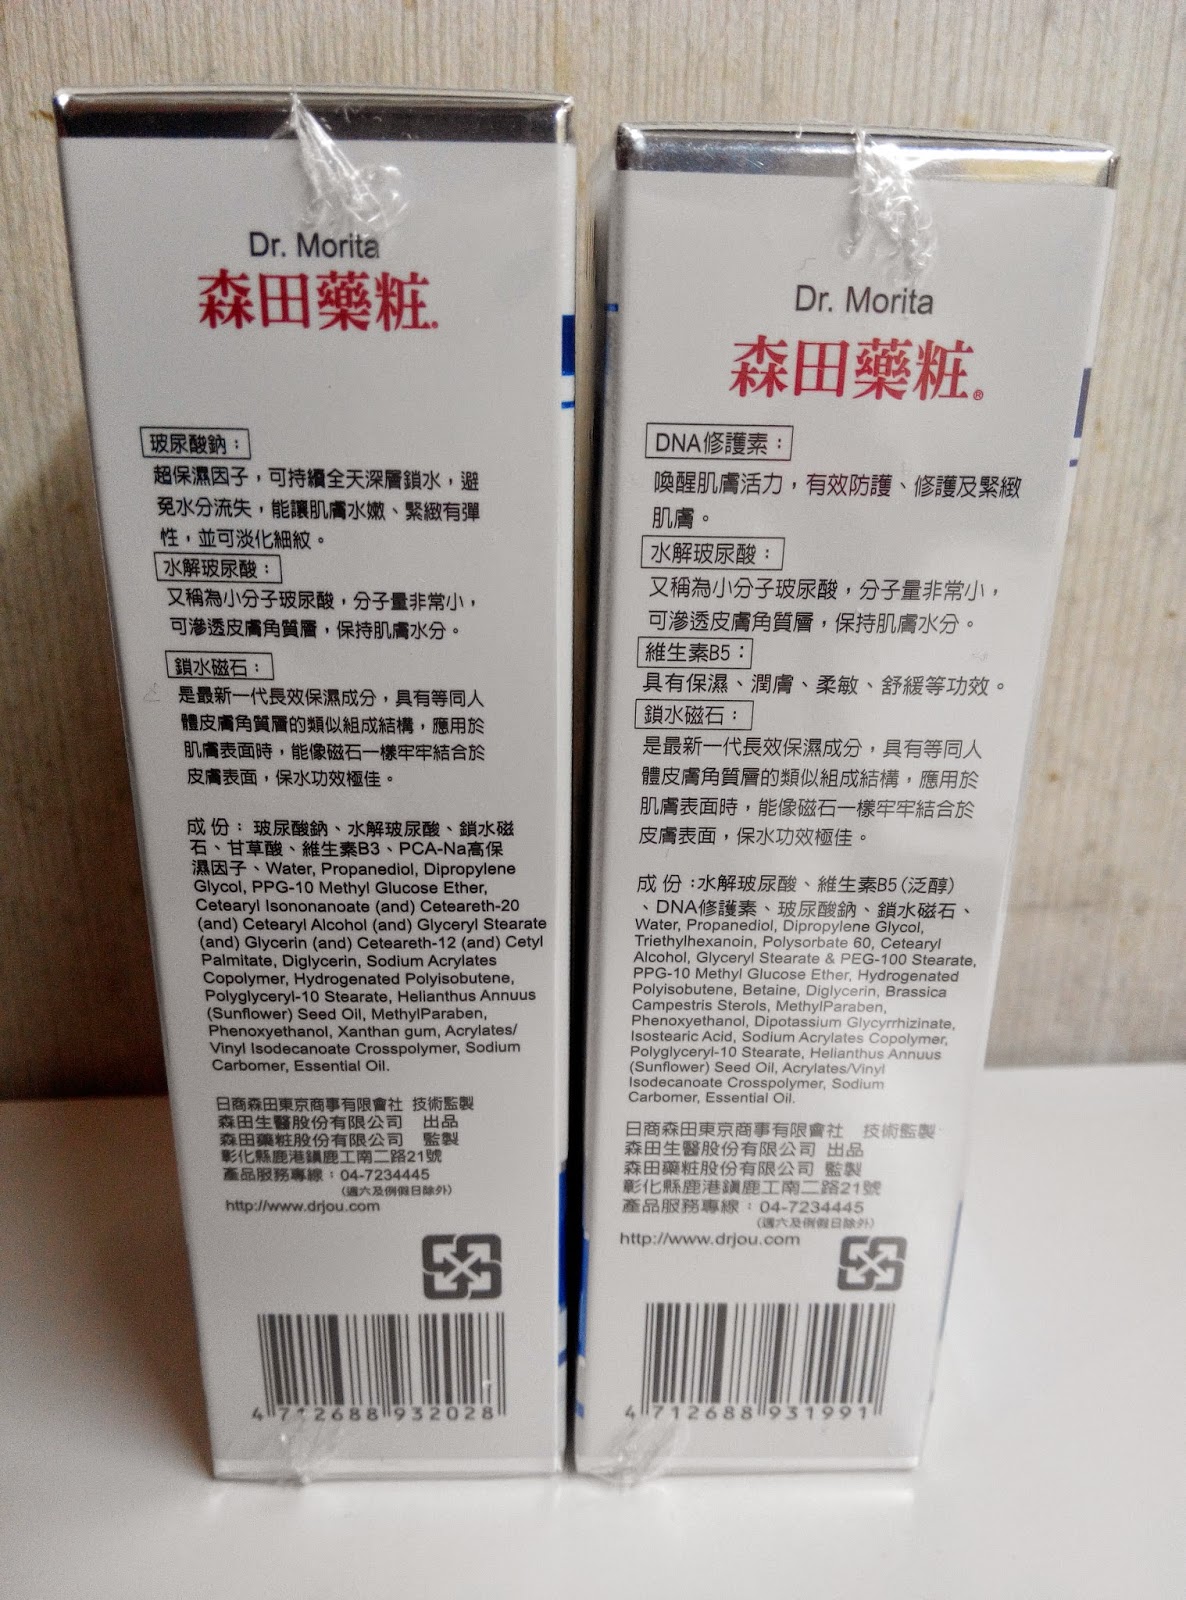 Dr. Morita
森田藥粧®
玻尿酸鈉：
超保濕因子，可持續全天深層鎖水，避
免水分流失，能讓肌膚水嫩、緊緻有彈
性，並可淡化細紋。
水解玻尿酸：
又稱為小分子玻尿酸，分子量非常小，
可滲透皮膚角質層，保持肌膚水分。
鎖水磁石：
是最新一代長效保濕成分，具有等同人
體皮膚角質層的類似組成結構，應用於
肌膚表面時，能像磁石一樣牢牢結合於
皮膚表面，保水功效極佳。
成份：玻尿酸鈉、水解玻尿酸、鎖水磁
石、甘草酸、維生素B3、PCA-Na高保
濕因子、Water, Propanediol, Dipropylene
Glycol, PPG-10 Methyl Glucose Ether,
Cetearyl Isononanoate (and) Ceteareth-20
(and) Cetearyl Alcohol (and) Glyceryl Stearate
(and) Glycerin (and) Ceteareth-12 (and) Cetyl
Palmitate, Diglycerin, Sodium Acrylates
Copolymer, Hydrogenated Polyisobutene,
Polyglyceryl-10 Stearate, Helianthus Annuus
(Sunflower) Seed Oil, MethylParaben,
Phenoxyethanol, Xanthan gum, Acrylates/
Vinyl Isodecanoate Crosspolymer, Sodium
Carbomer, Essential Oil.
日商森田東京商事有限會社 技術監製
森田生醫股份有限公司 出品
森田藥粧股份有限公司 監製
彰化縣鹿港鎮鹿工南二路21號
產品服務專線：04-7234445
(週六及例假日除外)
http://www.drjou.com
4 712688 932028
Dr. Morita
森田藥粧®
DNA修護素：
喚醒肌膚活力，有效防護、修護及緊緻
肌膚。
水解玻尿酸：
又稱為小分子玻尿酸，分子量非常小，
可滲透皮膚角質層，保持肌膚水分。
維生素B5：
具有保濕、潤膚、柔敏、舒緩等功效。
鎖水磁石：
是最新一代長效保濕成分，具有等同人
體皮膚角質層的類似組成結構，應用於
肌膚表面時，能像磁石一樣牢牢結合於
皮膚表面，保水功效極佳。
成份：水解玻尿酸、維生素B5（泛醇）
、DNA修護素、玻尿酸鈉、鎖水磁石、
Water, Propanediol, Dipropylene Glycol,
Triethylhexanoin, Polysorbate 60, Cetearyl
Alcohol, Glyceryl Stearate & PEG-100 Stearate,
PPG-10 Methyl Glucose Ether, Hydrogenated
Polyisobutene, Betaine, Diglycerin, Brassica
Campestris Sterols, MethylParaben,
Phenoxyethanol, Dipotassium Glycyrrhizinate,
Isostearic Acid, Sodium Acrylates Copolymer,
Polyglyceryl-10 Stearate, Helianthus Annuus
(Sunflower) Seed Oil, Acrylates/Vinyl
Isodecanoate Crosspolymer, Sodium
Carbomer, Essential Oil.
日商森田東京商事有限會社 技術監製
森田生醫股份有限公司 出品
森田藥粧股份有限公司 監製
彰化縣鹿港鎮鹿工南二路21號
產品服務專線：04-7234445
(週六及例假日除外)
http://www.drjou.com
4 712688 931991